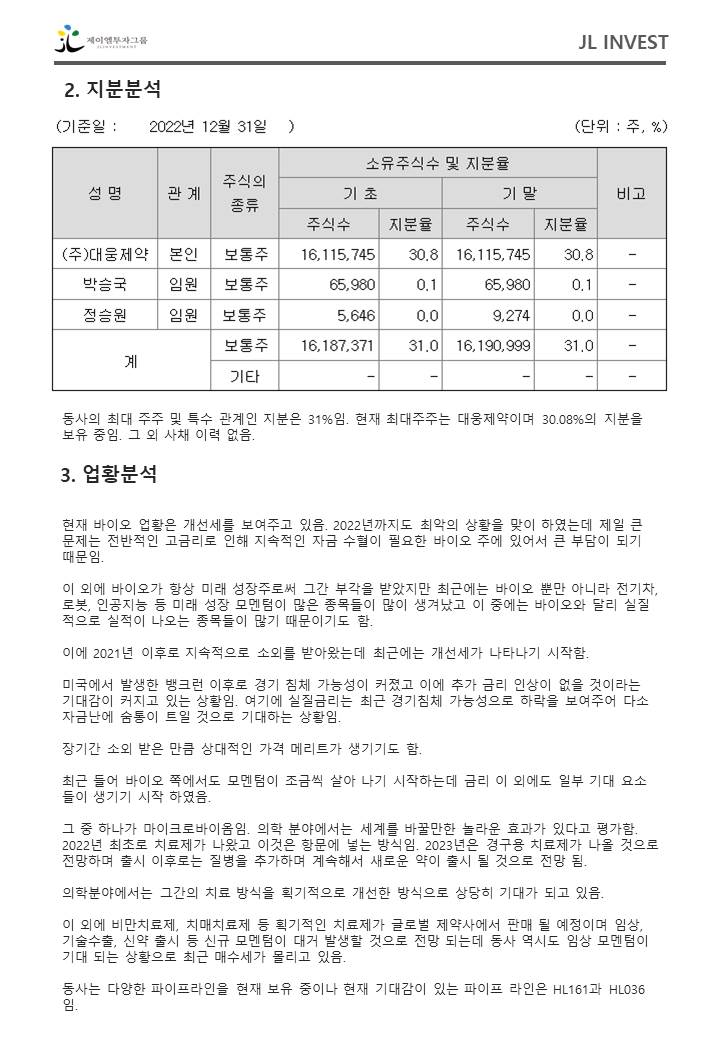 제이엘투자그룹
JLINVESTMENT
JL INVEST
2. 지분분석
(기준일 : 2022년 12월 31일 ) (단위 : 주, %)
성 명 관 계 주식의 종류 소유주식수 및 지분율 비고
기 초 기 말
주식수 지분율 주식수 지분율
(주)대웅제약 본인 보통주 16,115,745 30.8 16,115,745 30.8 -
박승국 임원 보통주 65,980 0.1 65,980 0.1 -
정승원 임원 보통주 5,646 0.0 9,274 0.0 -
계 보통주 16,187,371 31.0 16,190,999 31.0 -
기타 - - - - -
동사의 최대 주주 및 특수 관계인 지분은 31%임. 현재 최대주주는 대웅제약이며 30.08%의 지분을
보유 중임. 그 외 사채 이력 없음.
3. 업황분석
현재 바이오 업황은 개선세를 보여주고 있음. 2022년까지도 최악의 상황을 맞이 하였는데 제일 큰
문제는 전반적인 고금리로 인해 지속적인 자금 수혈이 필요한 바이오 주에 있어서 큰 부담이 되기
때문임.
이 외에 바이오가 항상 미래 성장주로써 그간 부각을 받았지만 최근에는 바이오 뿐만 아니라 전기차,
로봇, 인공지능 등 미래 성장 모멘텀이 많은 종목들이 많이 생겨났고 이 중에는 바이오와 달리 실질
적으로 실적이 나오는 종목들이 많기 때문이기도 함.
이에 2021년 이후로 지속적으로 소외를 받아왔는데 최근에는 개선세가 나타나기 시작함.
미국에서 발생한 뱅크런 이후로 경기 침체 가능성이 커졌고 이에 추가 금리 인상이 없을 것이라는
기대감이 커지고 있는 상황임. 여기에 실질금리는 최근 경기침체 가능성으로 하락을 보여주어 다소
자금난에 숨통이 트일 것으로 기대하는 상황임.
장기간 소외 받은 만큼 상대적인 가격 메리트가 생기기도 함.
최근 들어 바이오 쪽에서도 모멘텀이 조금씩 살아 나기 시작하는데 금리 이 외에도 일부 기대 요소
들이 생기기 시작 하였음.
그 중 하나가 마이크로바이옴임. 의학 분야에서는 세계를 바꿀만한 놀라운 효과가 있다고 평가함.
2022년 최초로 치료제가 나왔고 이것은 항문에 넣는 방식임. 2023년은 경구용 치료제가 나올 것으로
전망하며 출시 이후로는 질병을 추가하며 계속해서 새로운 약이 출시 될 것으로 전망 됨.
의학분야에서는 그간의 치료 방식을 획기적으로 개선한 방식으로 상당히 기대가 되고 있음.
이 외에 비만치료제, 치매치료제 등 획기적인 치료제가 글로벌 제약사에서 판매 될 예정이며 임상,
기술수출, 신약 출시 등 신규 모멘텀이 대거 발생할 것으로 전망 되는데 동사 역시도 임상 모멘텀이
기대 되는 상황으로 최근 매수세가 몰리고 있음.
동사는 다양한 파이프라인을 현재 보유 중이나 현재 기대감이 있는 파이프 라인은 HL161과 HL036
임.